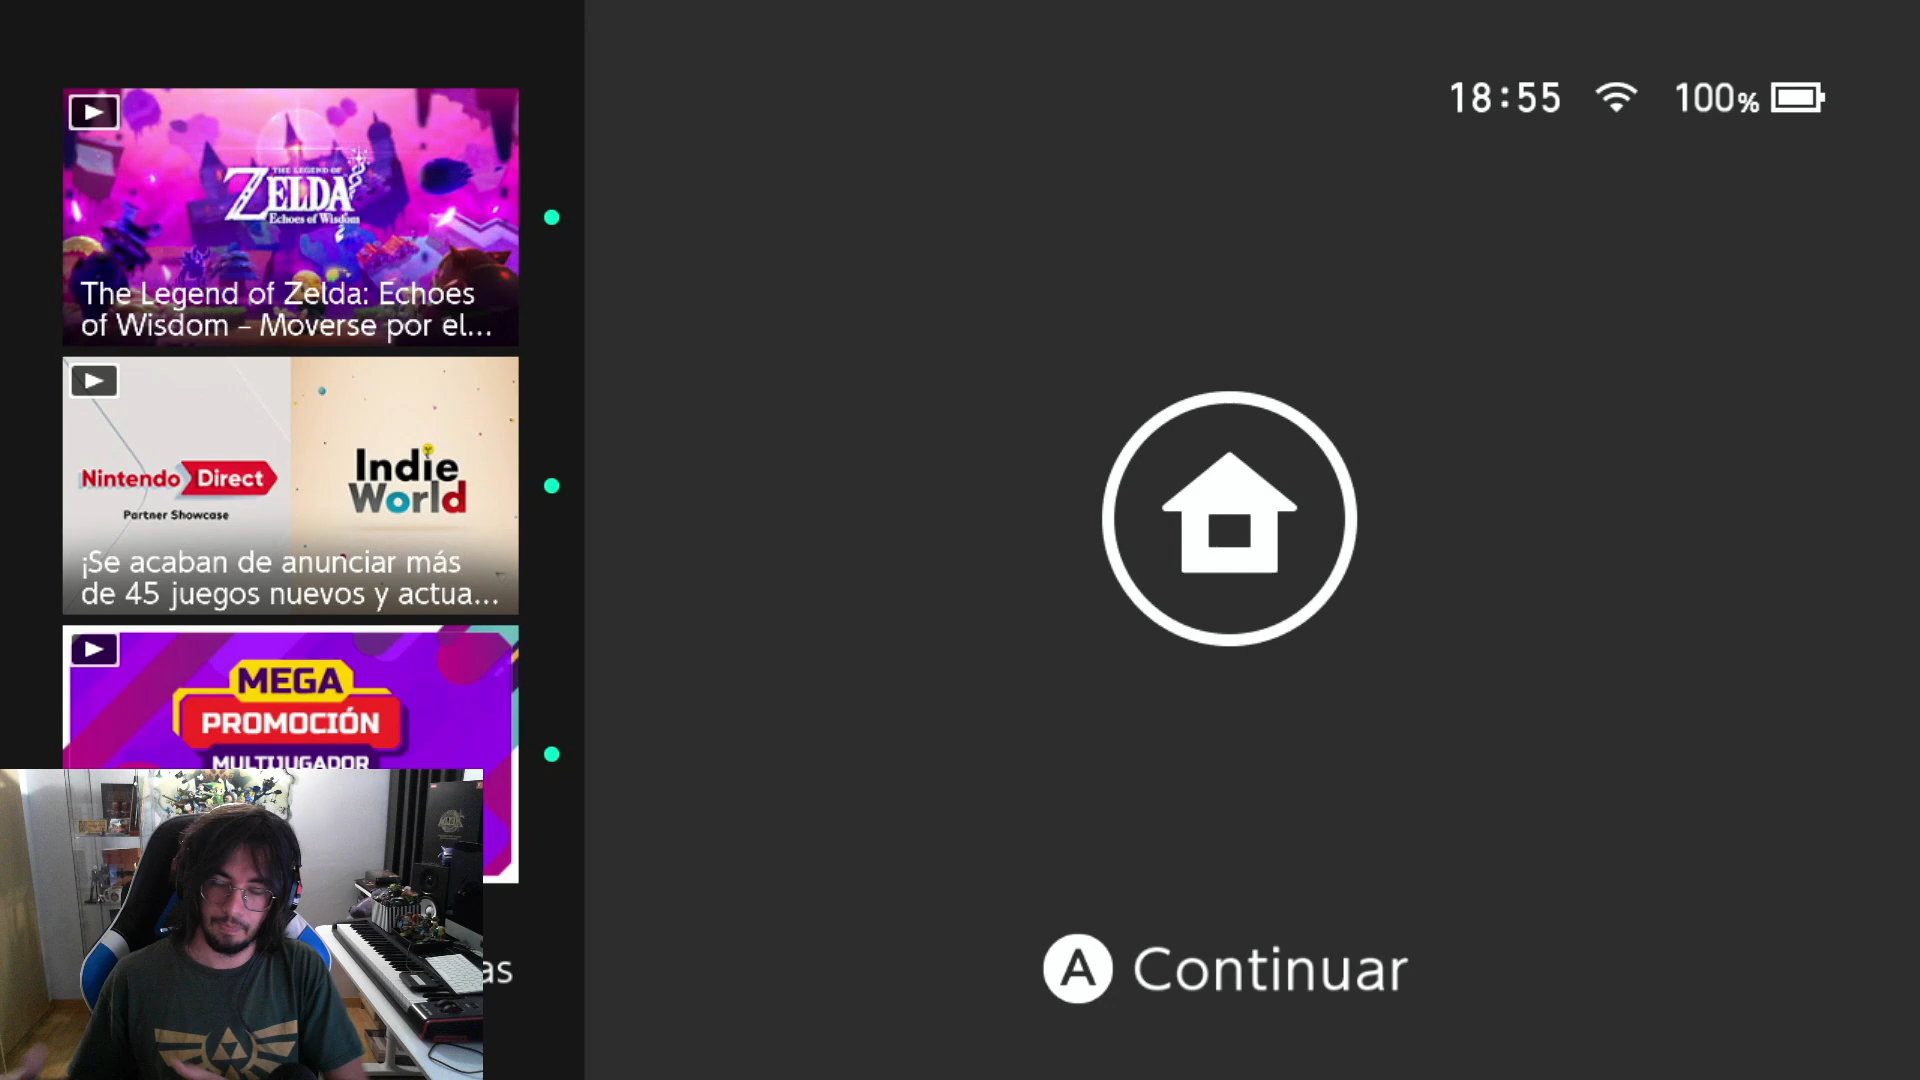 18:55 100%
THE LEGEND OF
ZELDA
Echoes of Wisdom
The Legend of Zelda: Echoes
of Wisdom – Moverse por el...
Nintendo Direct
Partner Showcase
Indie
World
¡Se acaban de anunciar más
de 45 juegos nuevos y actua...
MEGA
PROMOCIÓN
MULTIJUGADOR
as
A Continuar